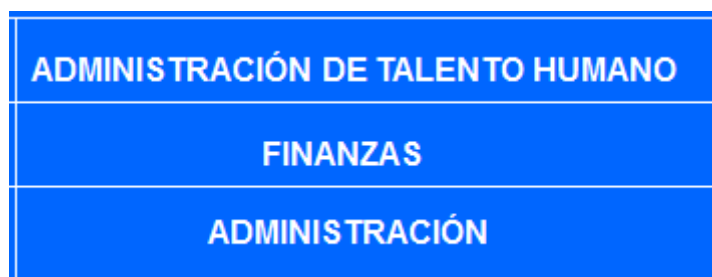 ADMINISTRACIÓN DE TALENTO HUMANO
FINANZAS
ADMINISTRACIÓN